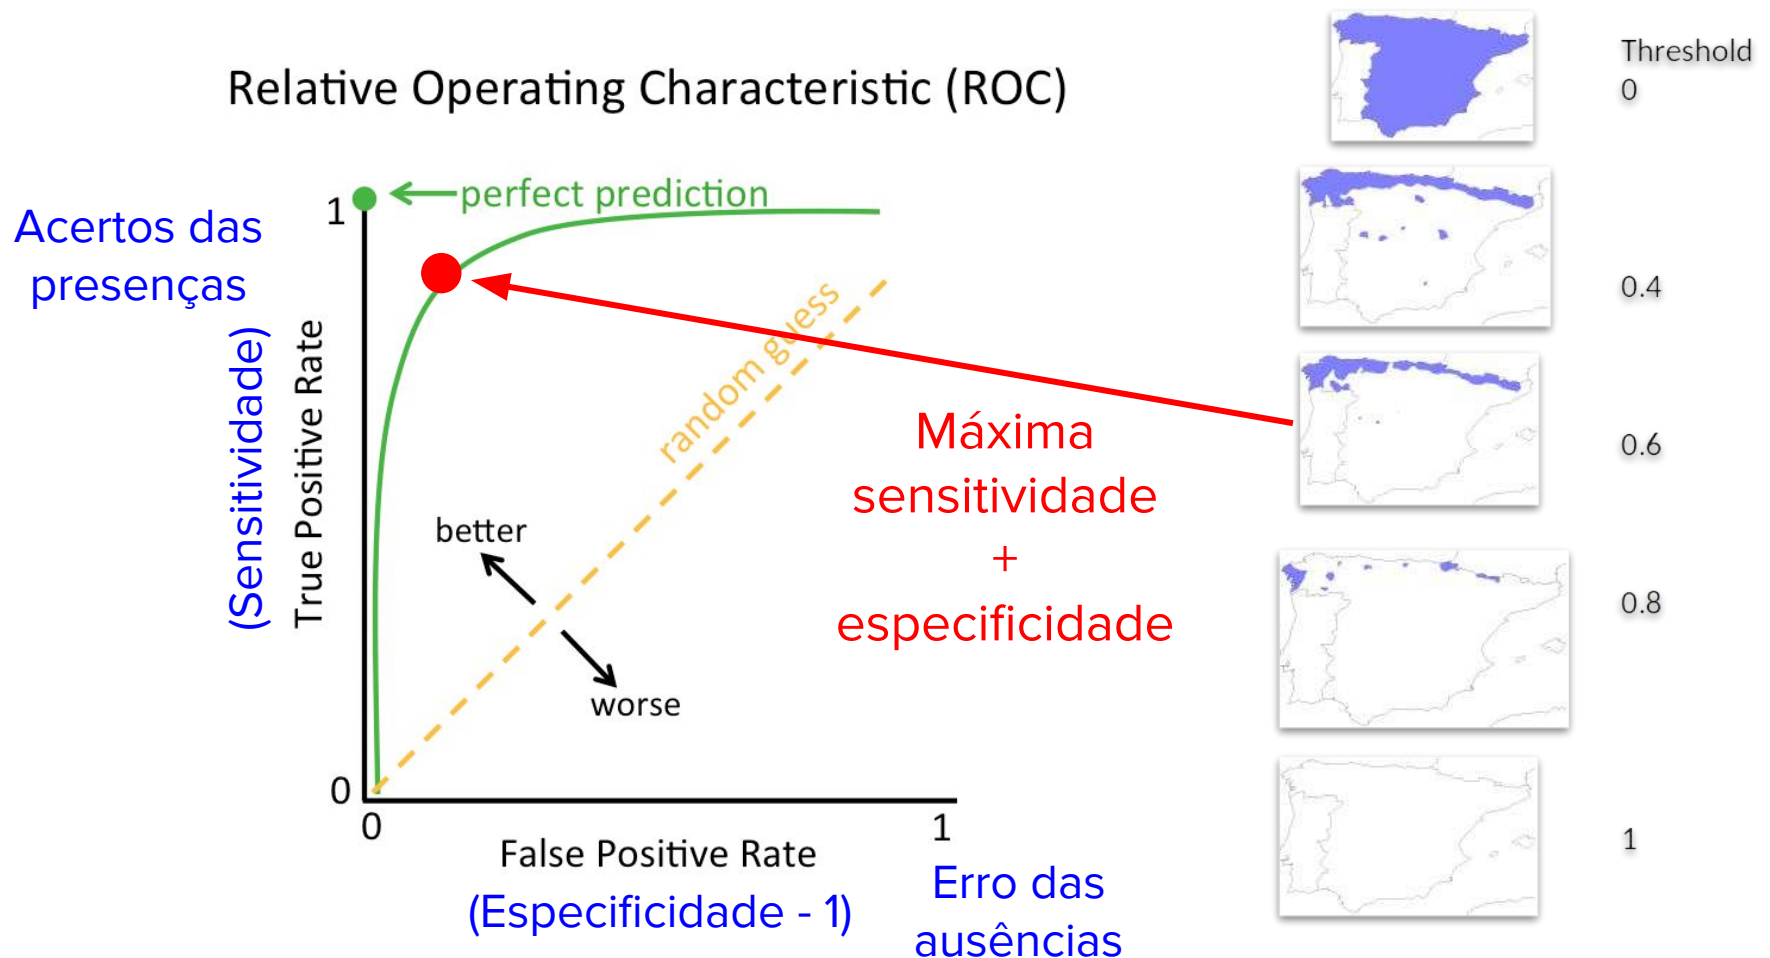 Relative Operating Characteristic (ROC)
perfect prediction
1
Acertos das
presenças
(Sensitividade)
True Positive Rate
random guess
better
worse
0
0
1
False Positive Rate
(Especificidade - 1)
Erro das
ausências
Máxima
sensitividade
+
especificidade
Threshold
0
0.4
0.6
0.8
1